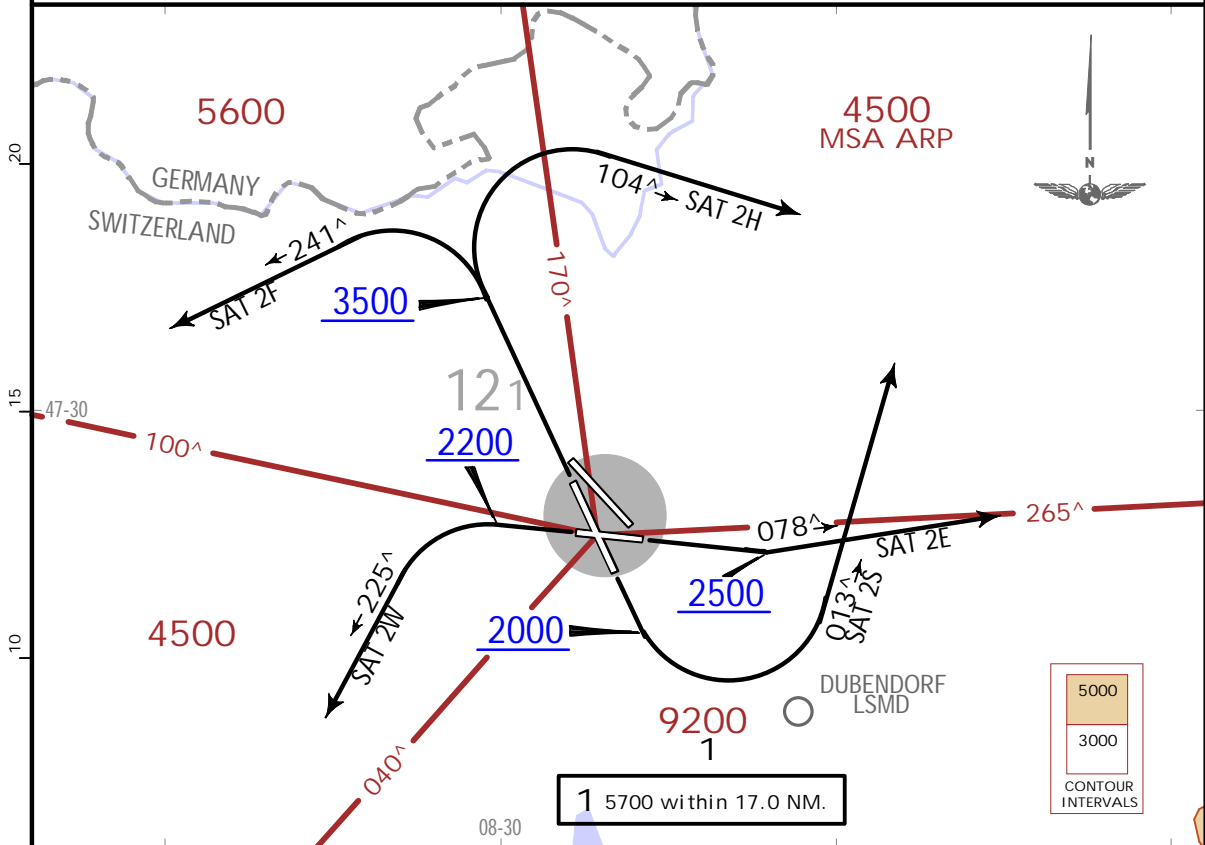 5600
4500
MSA ARP
N
20
GERMANY
SWITZERLAND
104^
SAT 2H
241^
SAT 2F
3500
170^
121
15
47-30
2200
100^
265^
078^
SAT 2E
225^
SAT 2W
2500
013^
SAT 2S
4500
2000
10
DUBENDORF
LSMD
9200
1
040^
5000
3000
CONTOUR
INTERVALS
1 5700 within 17.0 NM.
08-30